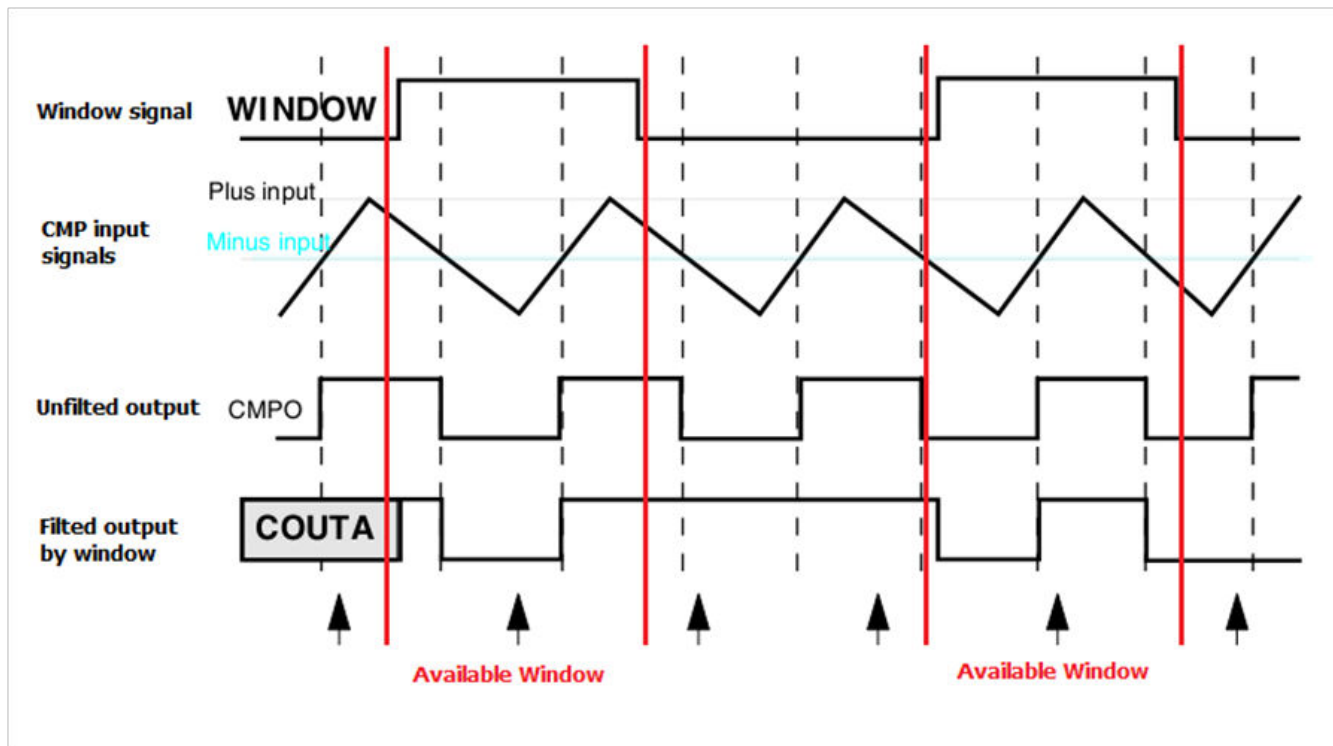 Window signal
WINDOW
Plus input
CMP input
signals
Minus input
Unfilted output
CMPO
Filted output
by window
COUTA
Available Window
Available Window